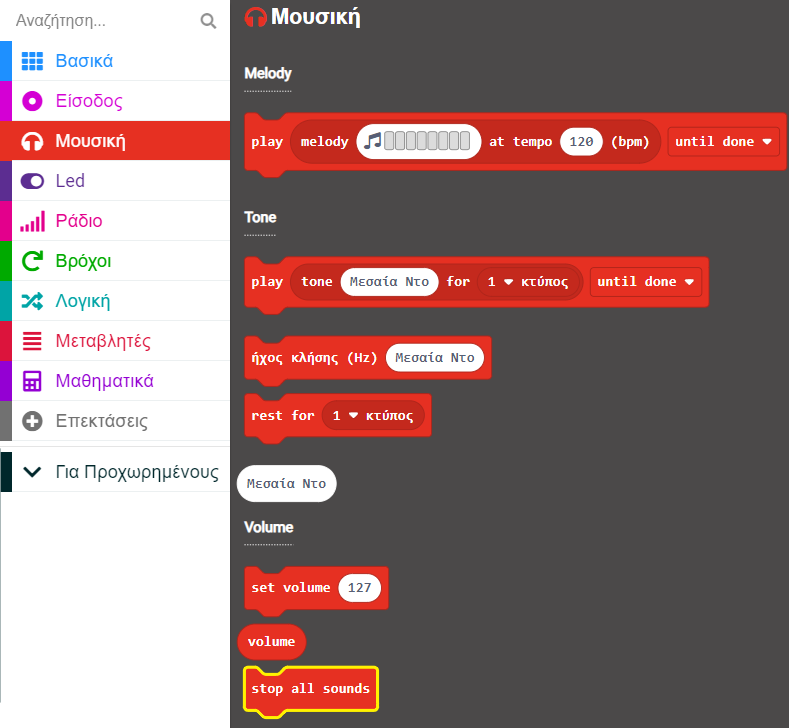 Αναζήτηση...
Βασικά
Είσοδος
Μουσική
Led
Ράδιο
Βρόχοι
Λογική
Μεταβλητές
Μαθηματικά
Επεκτάσεις
Για Προχωρημένους
Μουσική
Melody
play melody at tempo 120 (bpm) until done
Tone
play tone Μεσαία Ντο for 1 κτύπος until done
ήχος κλήσης (Hz) Μεσαία Ντο
rest for 1 κτύπος
Μεσαία Ντο
Volume
set volume 127
volume
stop all sounds